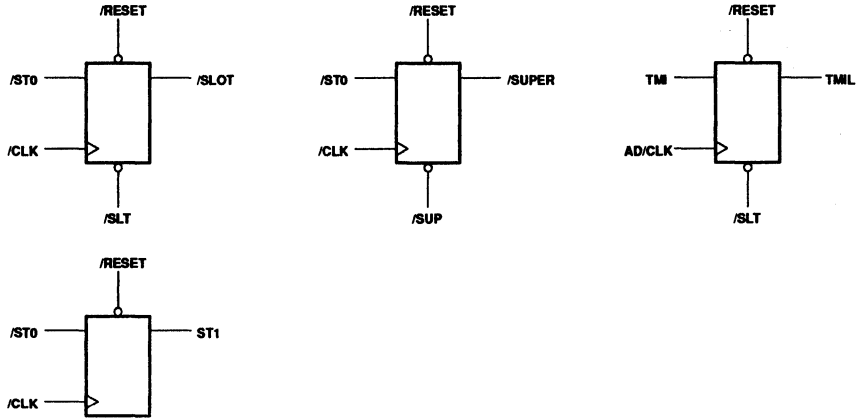 /RESET /RESET /RESET
/ST0 /SLOT /ST0 /SUPER TMI TMIL
/CLK /CLK AD/CLK
/SLT /SUP /SLT
/RESET
/ST0 ST1
/CLK